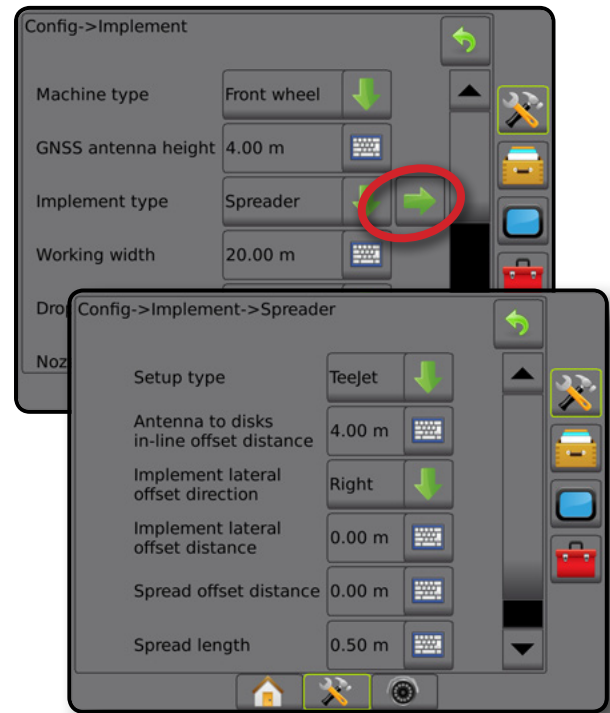 Config->Implement
Machine type Front wheel
GNSS antenna height 4.00 m
Implement type Spreader
Working width 20.00 m
Config->Implement->Spreader
Setup type TeeJet
Antenna to disks
in-line offset distance 4.00 m
Implement lateral
offset direction Right
Implement lateral
offset distance 0.00 m
Spread offset distance 0.00 m
Spread length 0.50 m